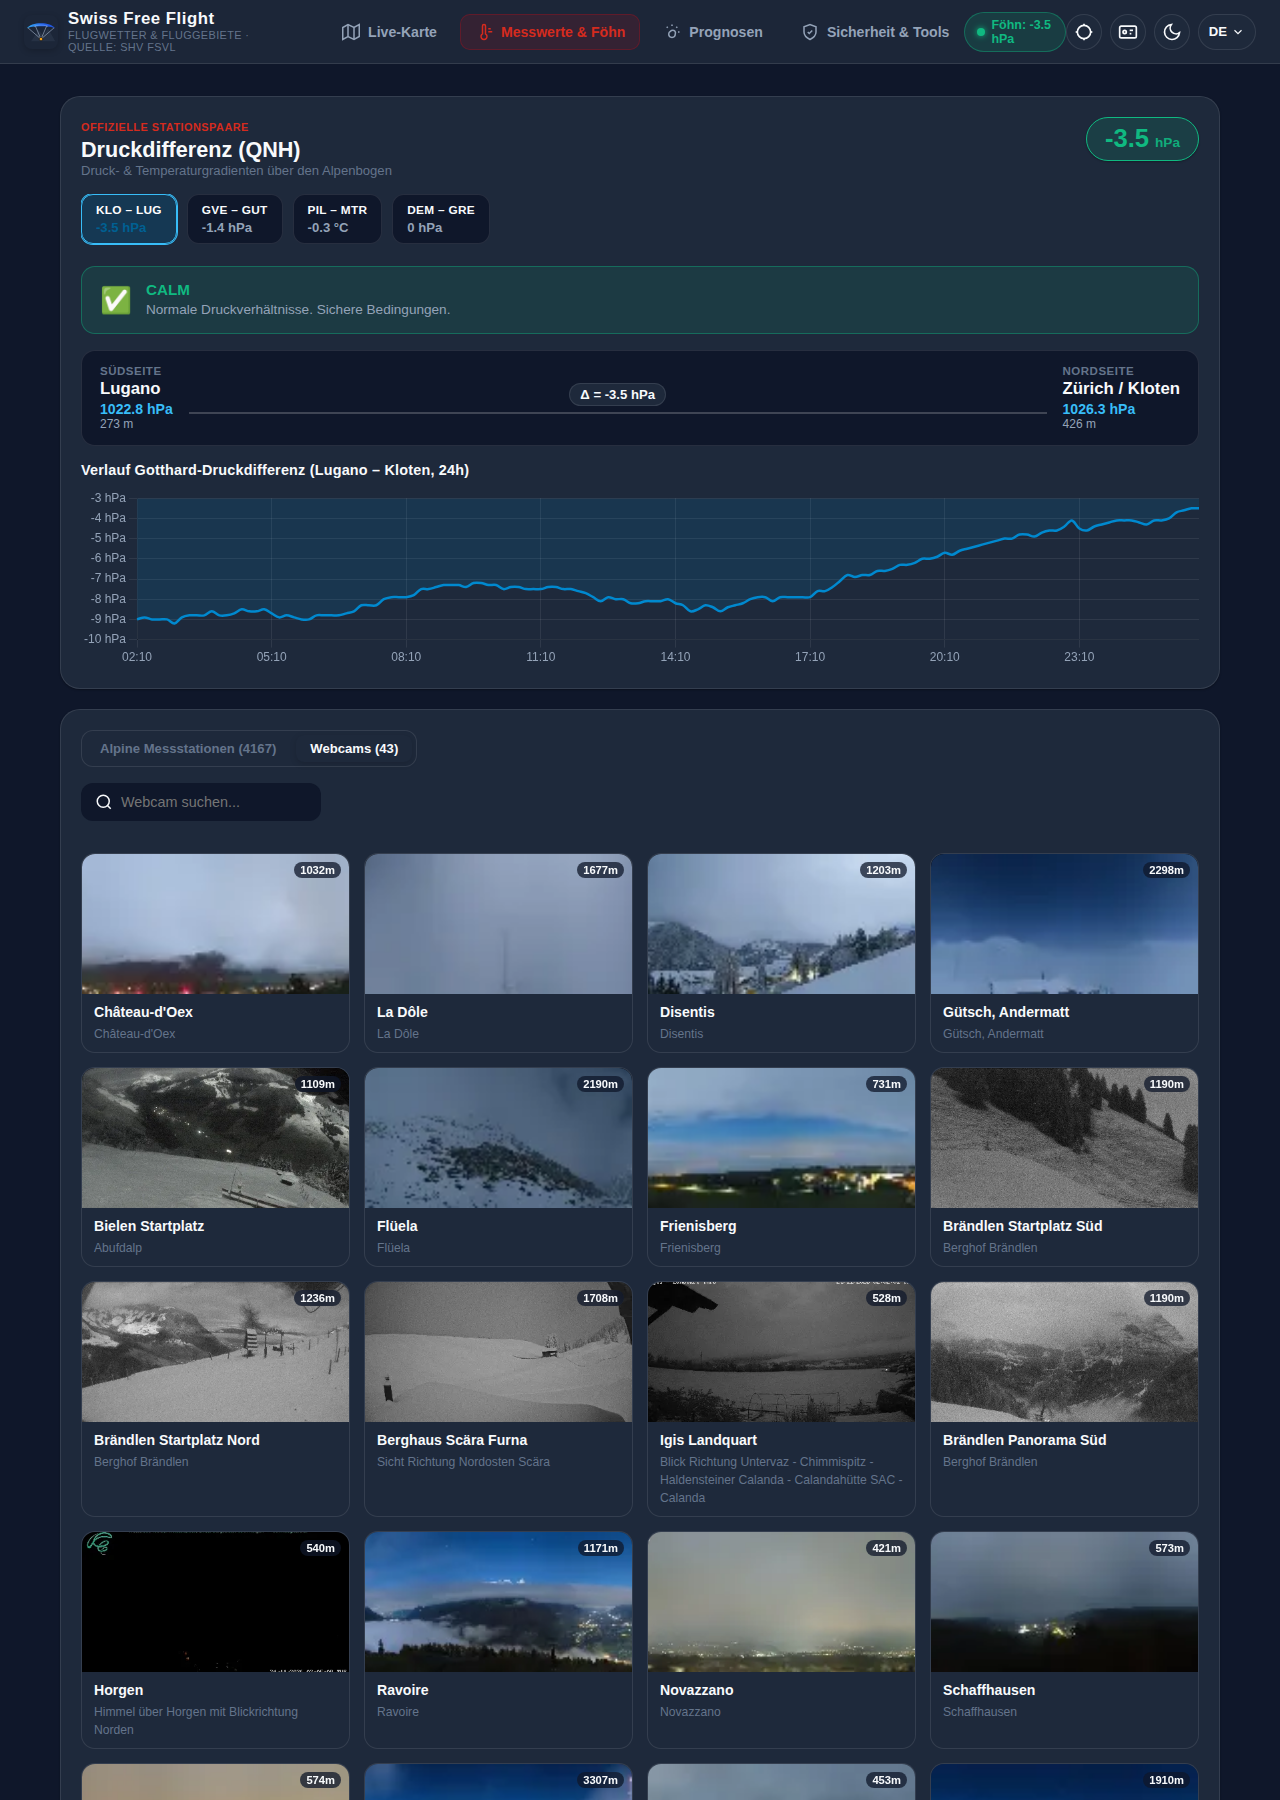 Swiss Free Flight
FLUGWETTER & FLUGGEBIETE ·
QUELLE: SHV FSVL
Live-Karte
Messwerte & Föhn
Prognosen
Sicherheit & Tools
Föhn: -3.5
hPa
DE
OFFIZIELLE STATIONSPAARE
Druckdifferenz (QNH)
Druck- & Temperaturgradienten über den Alpenbogen
-3.5 hPa
KLO – LUG
-3.5 hPa
GVE – GUT
-1.4 hPa
PIL – MTR
-0.3 °C
DEM – GRE
0 hPa
CALM
Normale Druckverhältnisse. Sichere Bedingungen.
SÜDSEITE
Lugano
1022.8 hPa
273 m
Δ = -3.5 hPa
NORDSEITE
Zürich / Kloten
1026.3 hPa
426 m
Verlauf Gotthard-Druckdifferenz (Lugano – Kloten, 24h)
-3 hPa
-4 hPa
-5 hPa
-6 hPa
-7 hPa
-8 hPa
-9 hPa
-10 hPa
02:10
05:10
08:10
11:10
14:10
17:10
20:10
23:10
Alpine Messstationen (4167)
Webcams (43)
Webcam suchen...
1032m
Château-d'Oex
Château-d'Oex
1677m
La Dôle
La Dôle
1203m
Disentis
Disentis
2298m
Gütsch, Andermatt
Gütsch, Andermatt
1109m
Bielen Startplatz
Abufdalp
2190m
Flüela
Flüela
731m
Frienisberg
Frienisberg
1190m
Brändlen Startplatz Süd
Berghof Brändlen
1236m
Brändlen Startplatz Nord
Berghof Brändlen
1708m
Berghaus Scära Furna
Sicht Richtung Nordosten Scära
528m
Igis Landquart
Blick Richtung Untervaz - Chimmispitz -
Haldensteiner Calanda - Calandahütte SAC -
Calanda
1190m
Brändlen Panorama Süd
Berghof Brändlen
540m
Horgen
Himmel über Horgen mit Blickrichtung
Norden
1171m
Ravoire
Ravoire
421m
Novazzano
Novazzano
573m
Schaffhausen
Schaffhausen
574m
3307m
453m
1910m